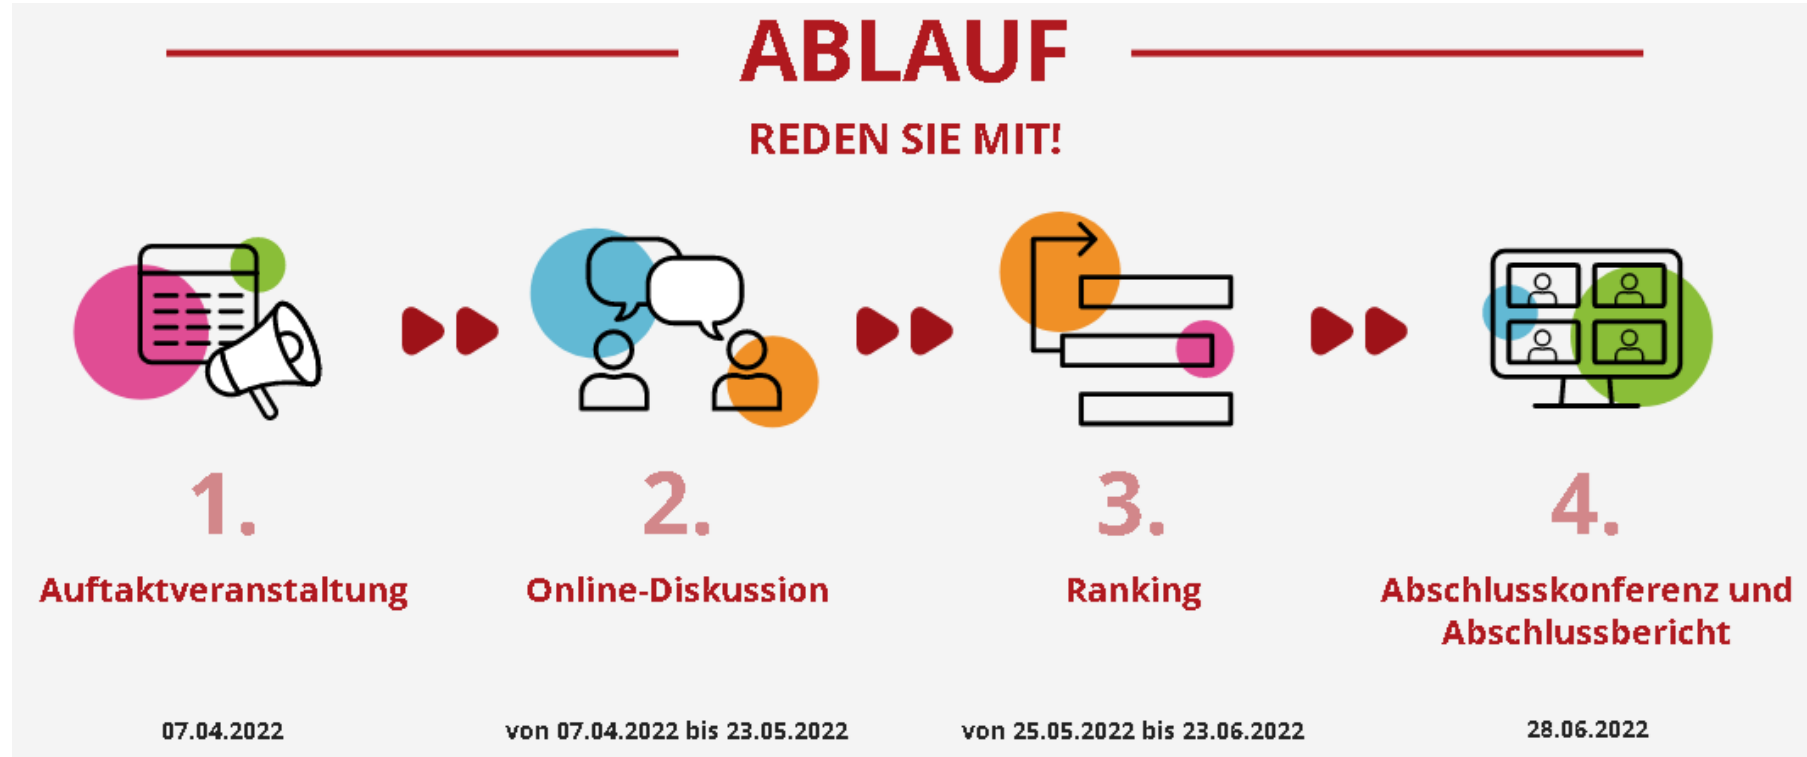 ABLAUF
REDEN SIE MIT!
1.
Auftaktveranstaltung
07.04.2022
2.
Online-Diskussion
von 07.04.2022 bis 23.05.2022
3.
Ranking
von 25.05.2022 bis 23.06.2022
4.
Abschlusskonferenz und
Abschlussbericht
28.06.2022